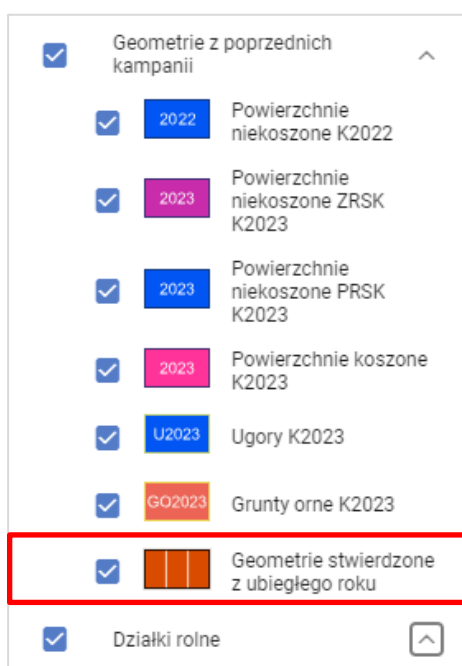 Geometrie z poprzednich
kampanii
2022
Powierzchnie
niekoszone K2022
2023
Powierzchnie
niekoszone ZRSK
K2023
2023
Powierzchnie
niekoszone PRSK
K2023
2023
Powierzchnie koszone
K2023
U2023
Ugory K2023
GO2023
Grunty orne K2023
Geometrie stwierdzone
z ubiegłego roku
Działki rolne